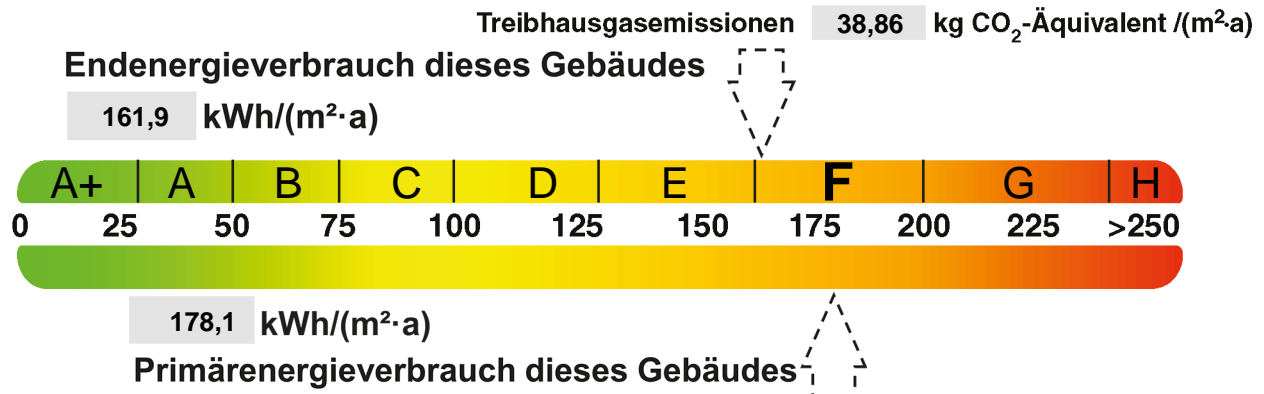 Treibhausgasemissionen 38,86 kg CO₂-Äquivalent /(m²·a)
Endenergieverbrauch dieses Gebäudes
161,9 kWh/(m²·a)
A+ A B C D E F G H
0 25 50 75 100 125 150 175 200 225 >250
178,1 kWh/(m²·a)
Primärenergieverbrauch dieses Gebäudes